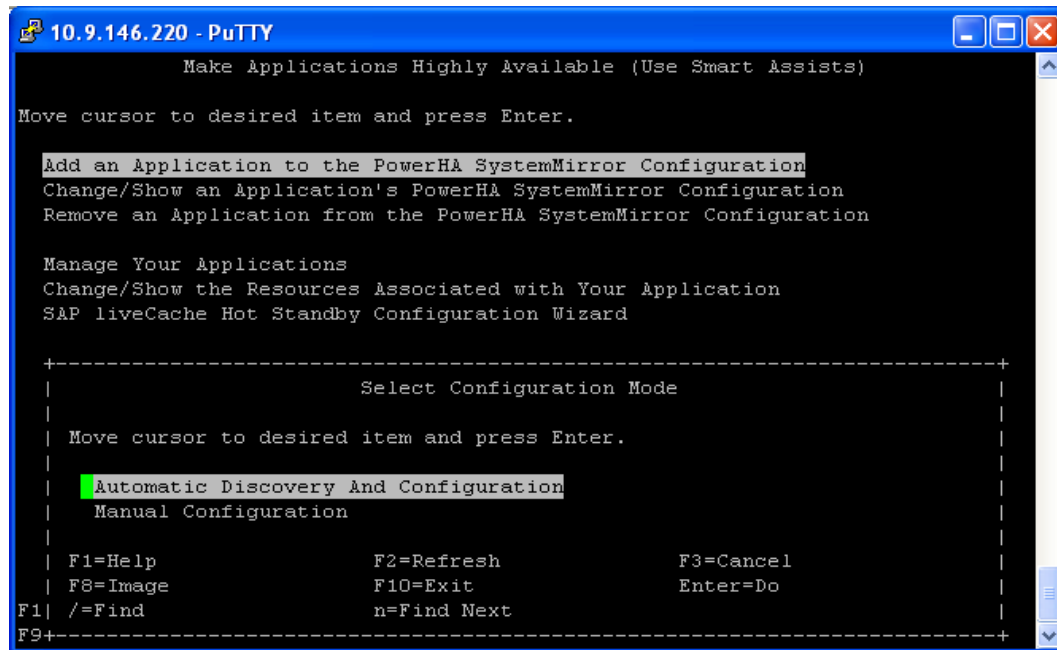 10.9.146.220 - PuTTY
Make Applications Highly Available (Use Smart Assists)
Move cursor to desired item and press Enter.
Add an Application to the PowerHA SystemMirror Configuration
Change/Show an Application's PowerHA SystemMirror Configuration
Remove an Application from the PowerHA SystemMirror Configuration
Manage Your Applications
Change/Show the Resources Associated with Your Application
SAP liveCache Hot Standby Configuration Wizard
Select Configuration Mode
Move cursor to desired item and press Enter.
Automatic Discovery And Configuration
Manual Configuration
F1=Help F2=Refresh F3=Cancel
F8=Image F10=Exit Enter=Do
F1 /=Find n=Find Next
F9